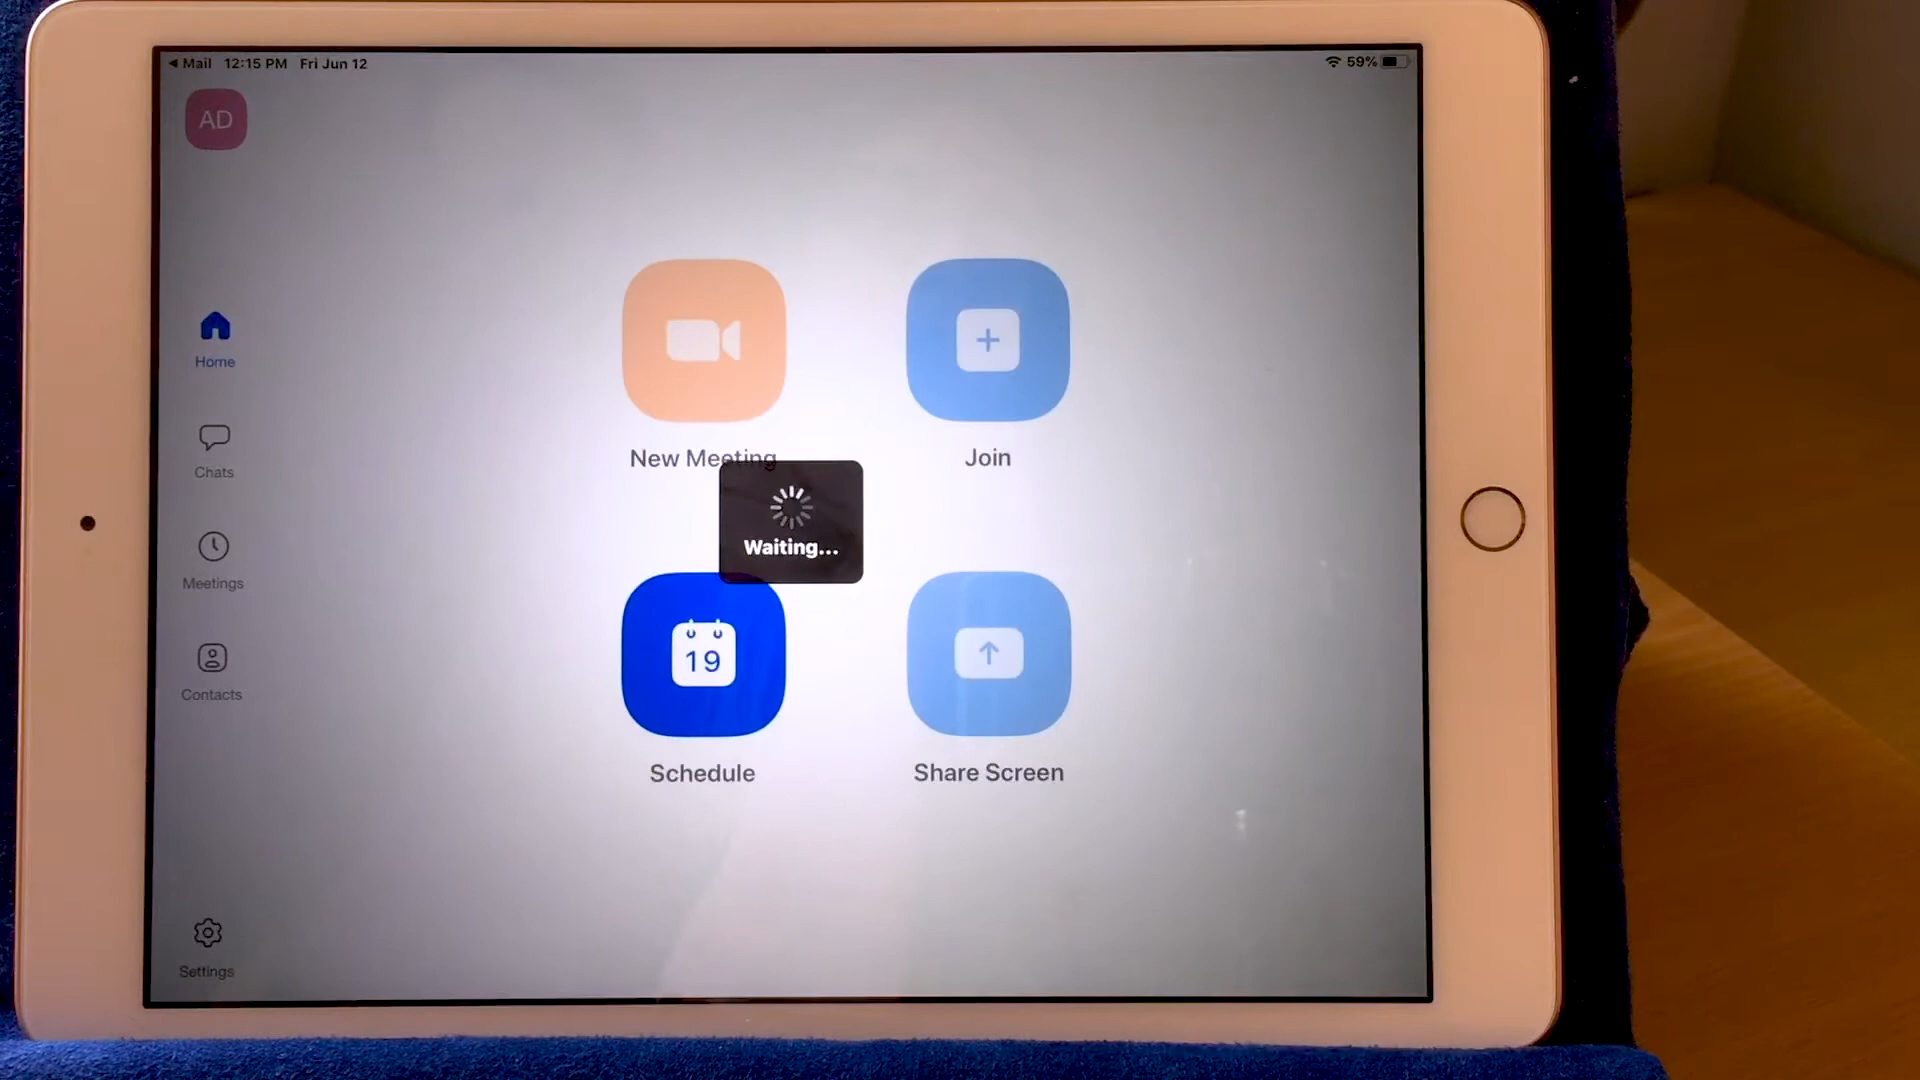 ◀ Mail 12:15 PM Fri Jun 12
59%
AD
Home
Chats
Meetings
Contacts
Settings
New Meeting
Join
Waiting...
19
Schedule
Share Screen